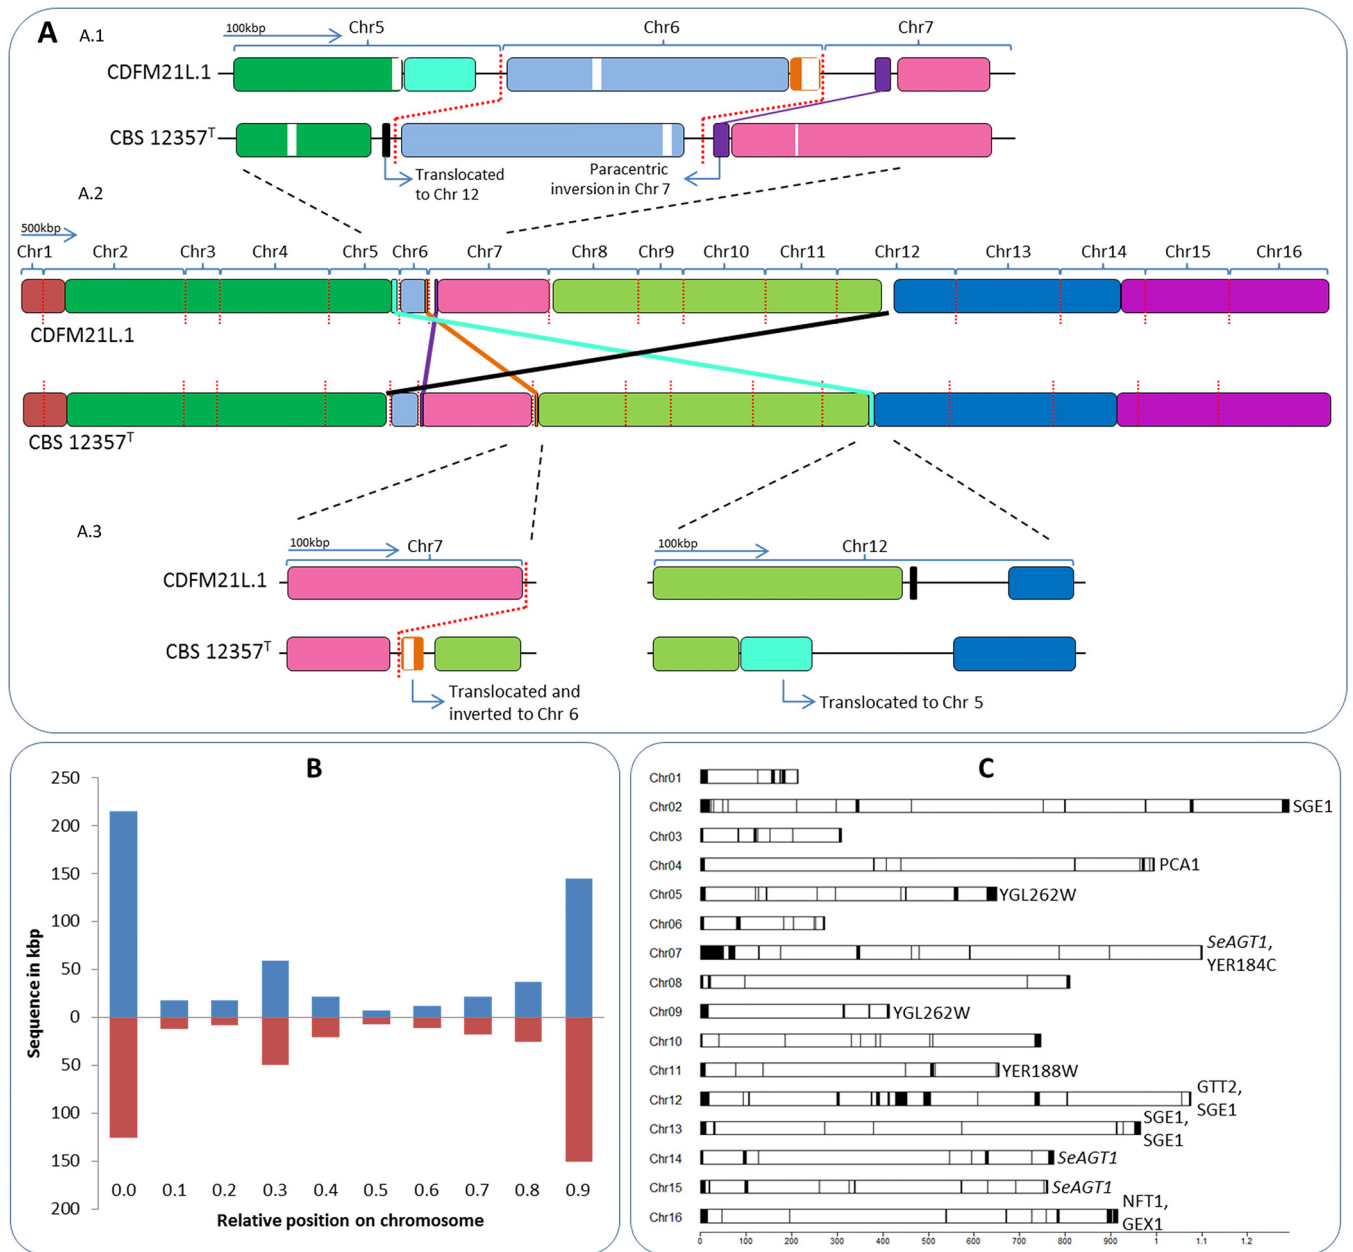 A
A.1
100kbp
Chr5
Chr6
Chr7
CDFM21L.1
CBS 12357T
Translocated
to Chr 12
Paracentric
inversion in Chr 7
A.2
500kbp
Chr1 Chr2 Chr3 Chr4 Chr5 Chr6 Chr7 Chr8 Chr9 Chr10 Chr11 Chr12 Chr13 Chr14 Chr15 Chr16
CDFM21L.1
CBS 12357T
A.3
100kbp
Chr7
CDFM21L.1
CBS 12357T
Translocated and
inverted to Chr 6
100kbp
Chr12
Translocated to Chr 5
B
250
200
150
100
50
0
50
100
150
200
Sequence in kbp
0.0 0.1 0.2 0.3 0.4 0.5 0.6 0.7 0.8 0.9
Relative position on chromosome
C
Chr01
Chr02 SGE1
Chr03
Chr04 PCA1
Chr05 YGL262W
Chr06
Chr07 SeAGT1,
YER184C
Chr08
Chr09 YGL262W
Chr10
Chr11 YER188W
Chr12 GTT2,
SGE1
Chr13 SGE1,
SGE1
Chr14 SeAGT1
Chr15 SeAGT1
Chr16 NFT1,
GEX1
0 100 200 300 400 500 600 700 800 900 1 1.1 1.2